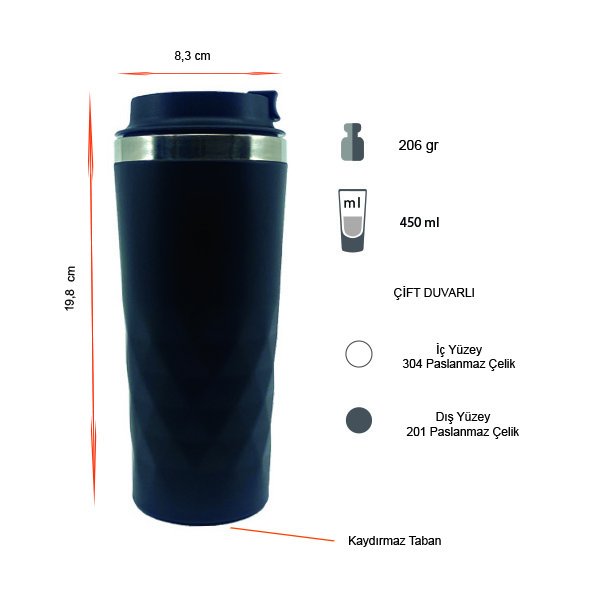 8,3 cm
206 gr
ml
450 ml
19,8 cm
ÇİFT DUVARLI
İç Yüzey
304 Paslanmaz Çelik
Dış Yüzey
201 Paslanmaz Çelik
Kaydırmaz Taban